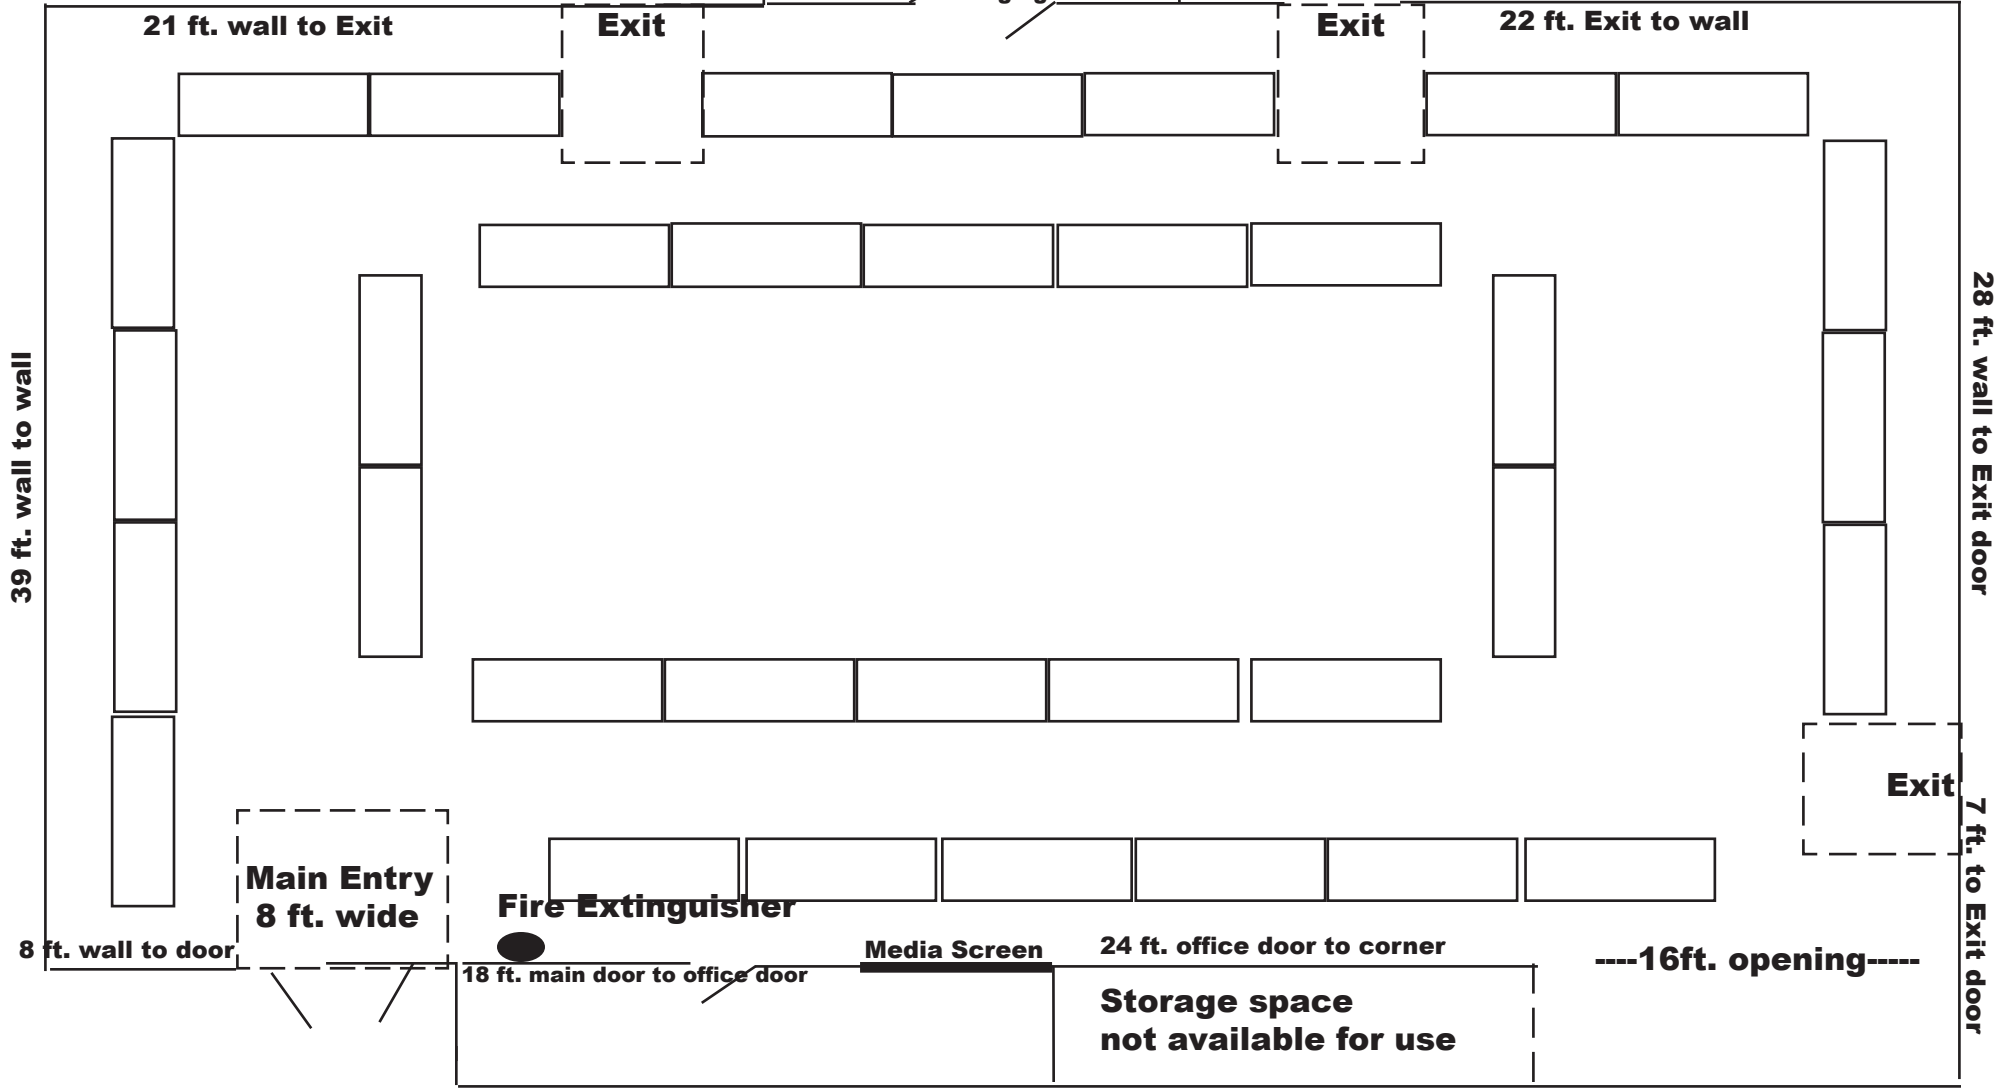 21 ft. wall to Exit
Exit
Exit
22 ft. Exit to wall
39 ft. wall to wall
28 ft. wall to Exit door
Exit
7 ft. to Exit door
Main Entry
8 ft. wide
Fire Extinguisher
8 ft. wall to door
18 ft. main door to office door
Media Screen
24 ft. office door to corner
----16ft. opening-----
Storage space
not available for use